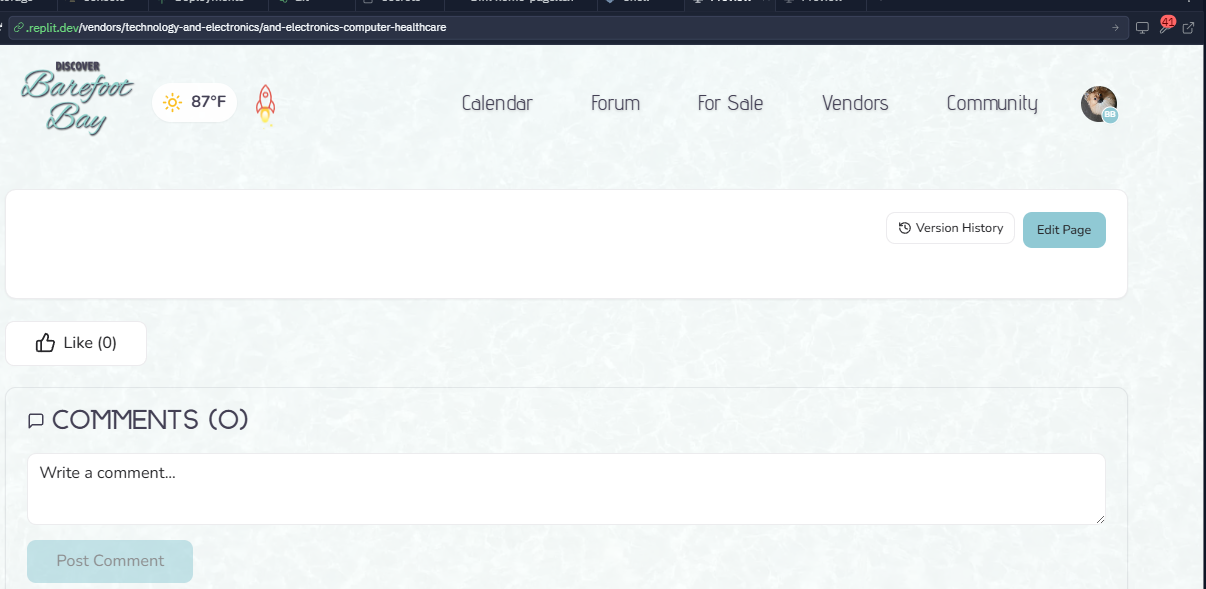 .replit.dev/vendors/technology-and-electronics/and-electronics-computer-healthcare
41
DISCOVER
Barefoot
Bay
87°F
Calendar
Forum
For Sale
Vendors
Community
BB
Version History
Edit Page
Like (0)
COMMENTS (0)
Write a comment...
Post Comment